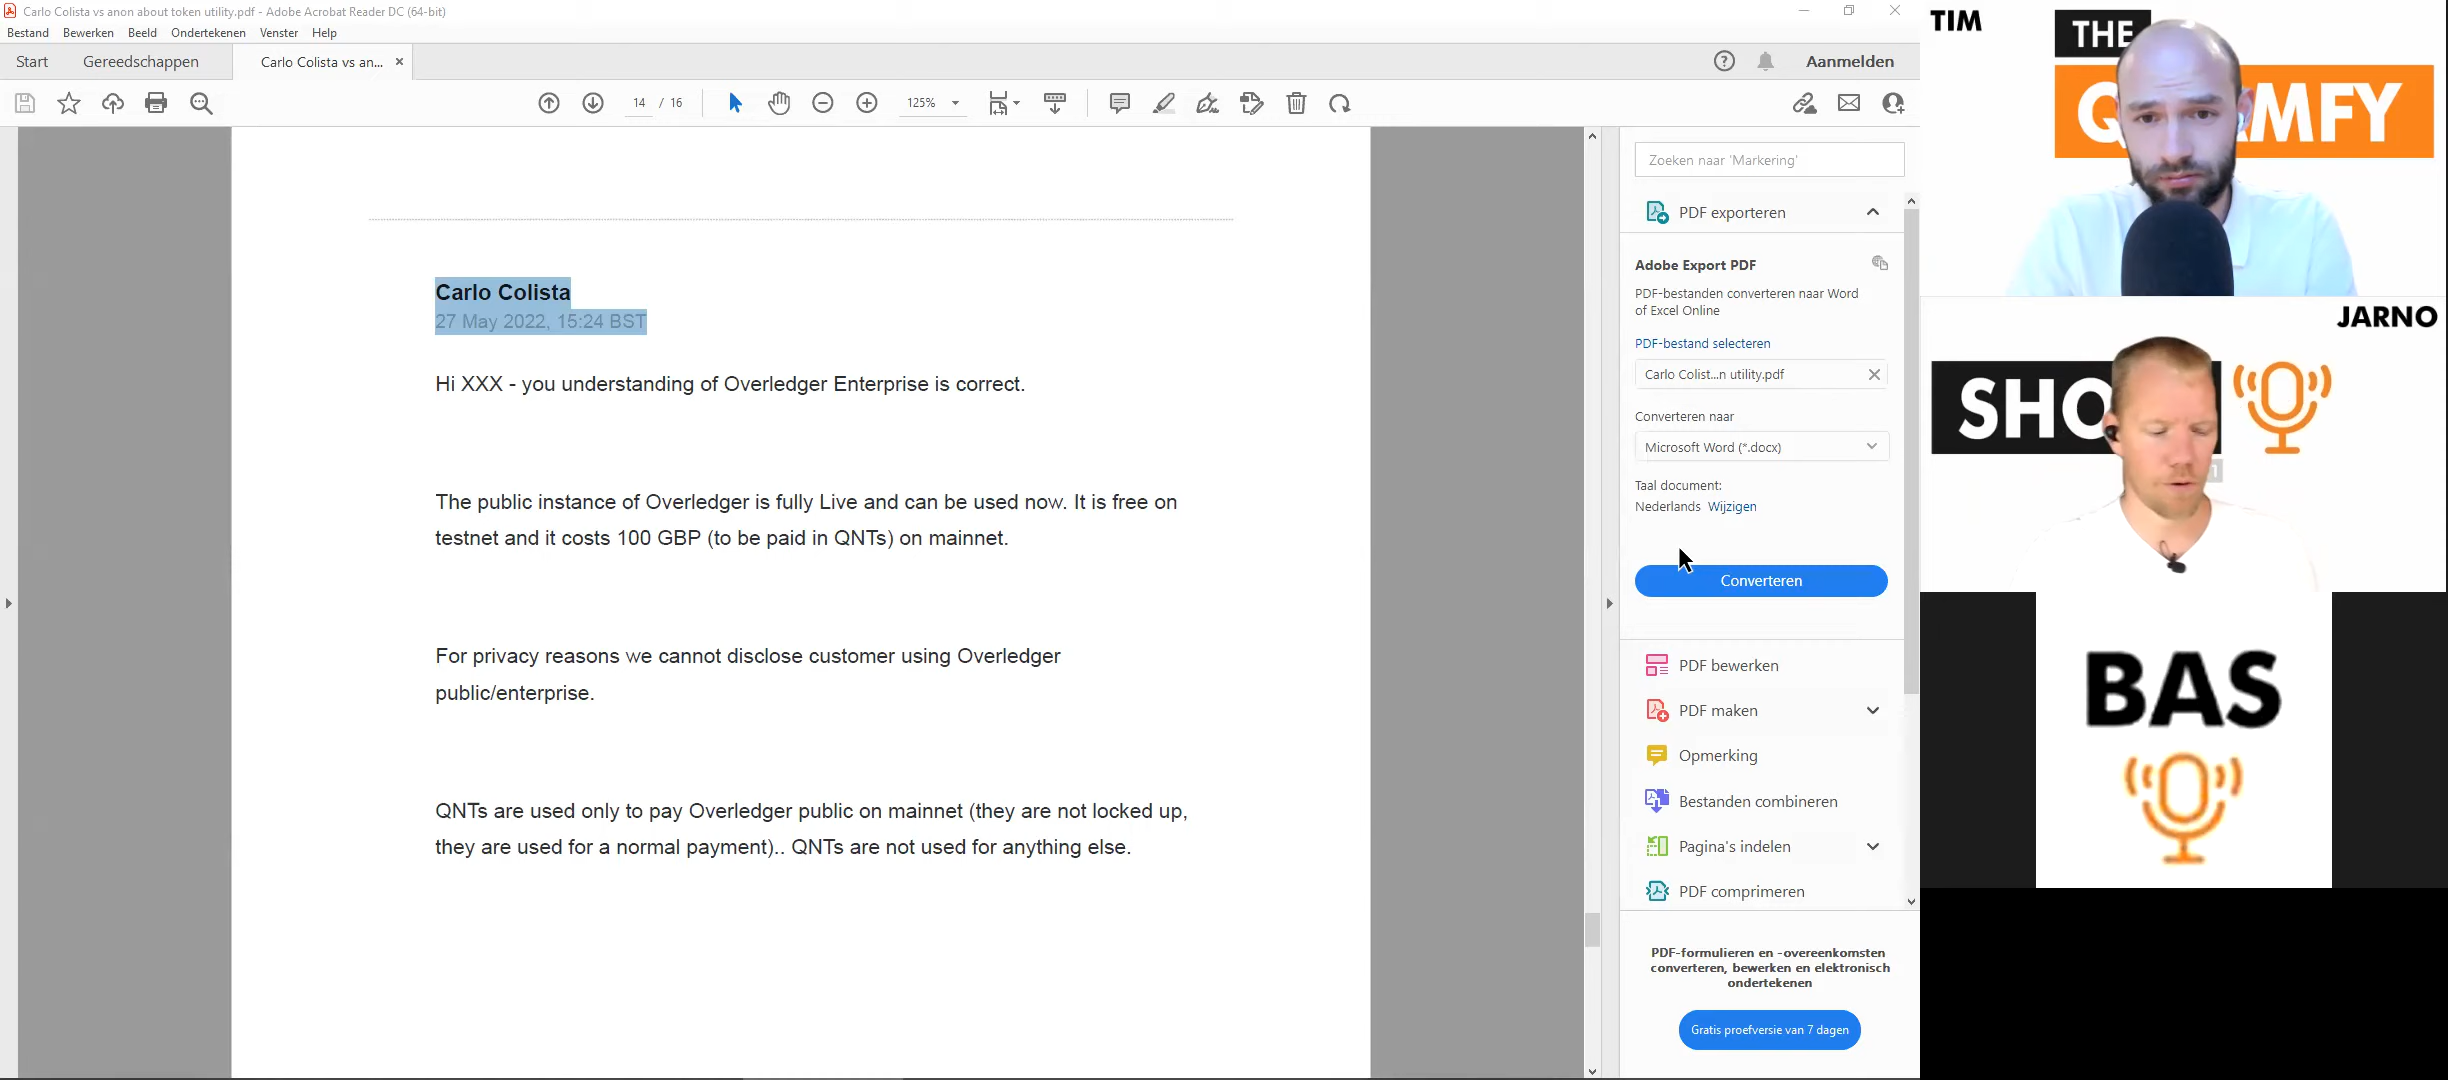 Carlo Colista vs anon about token utility.pdf - Adobe Acrobat Reader DC (64-bit)
Bestand Bewerken Beeld Ondertekenen Venster Help
Start Gereedschappen Carlo Colista vs an... Aanmelden
14 / 16 125%
Carlo Colista
27 May 2022, 15:24 BST
Hi XXX - you understanding of Overledger Enterprise is correct.
The public instance of Overledger is fully Live and can be used now. It is free on
testnet and it costs 100 GBP (to be paid in QNTs) on mainnet.
For privacy reasons we cannot disclose customer using Overledger
public/enterprise.
QNTs are used only to pay Overledger public on mainnet (they are not locked up,
they are used for a normal payment).. QNTs are not used for anything else.
Zoeken naar 'Markering'
PDF exporteren
Adobe Export PDF
PDF-bestanden converteren naar Word
of Excel Online
PDF-bestand selecteren
Carlo Colist...n utility.pdf
Converteren naar
Microsoft Word (*.docx)
Taal document:
Nederlands Wijzigen
Converteren
PDF bewerken
PDF maken
Opmerking
Bestanden combineren
Pagina's indelen
PDF comprimeren
PDF-formulieren en -overeenkomsten
converteren, bewerken en elektronisch
ondertekenen
Gratis proefversie van 7 dagen
TIM
THE
Q MFY
JARNO
SHO
BAS